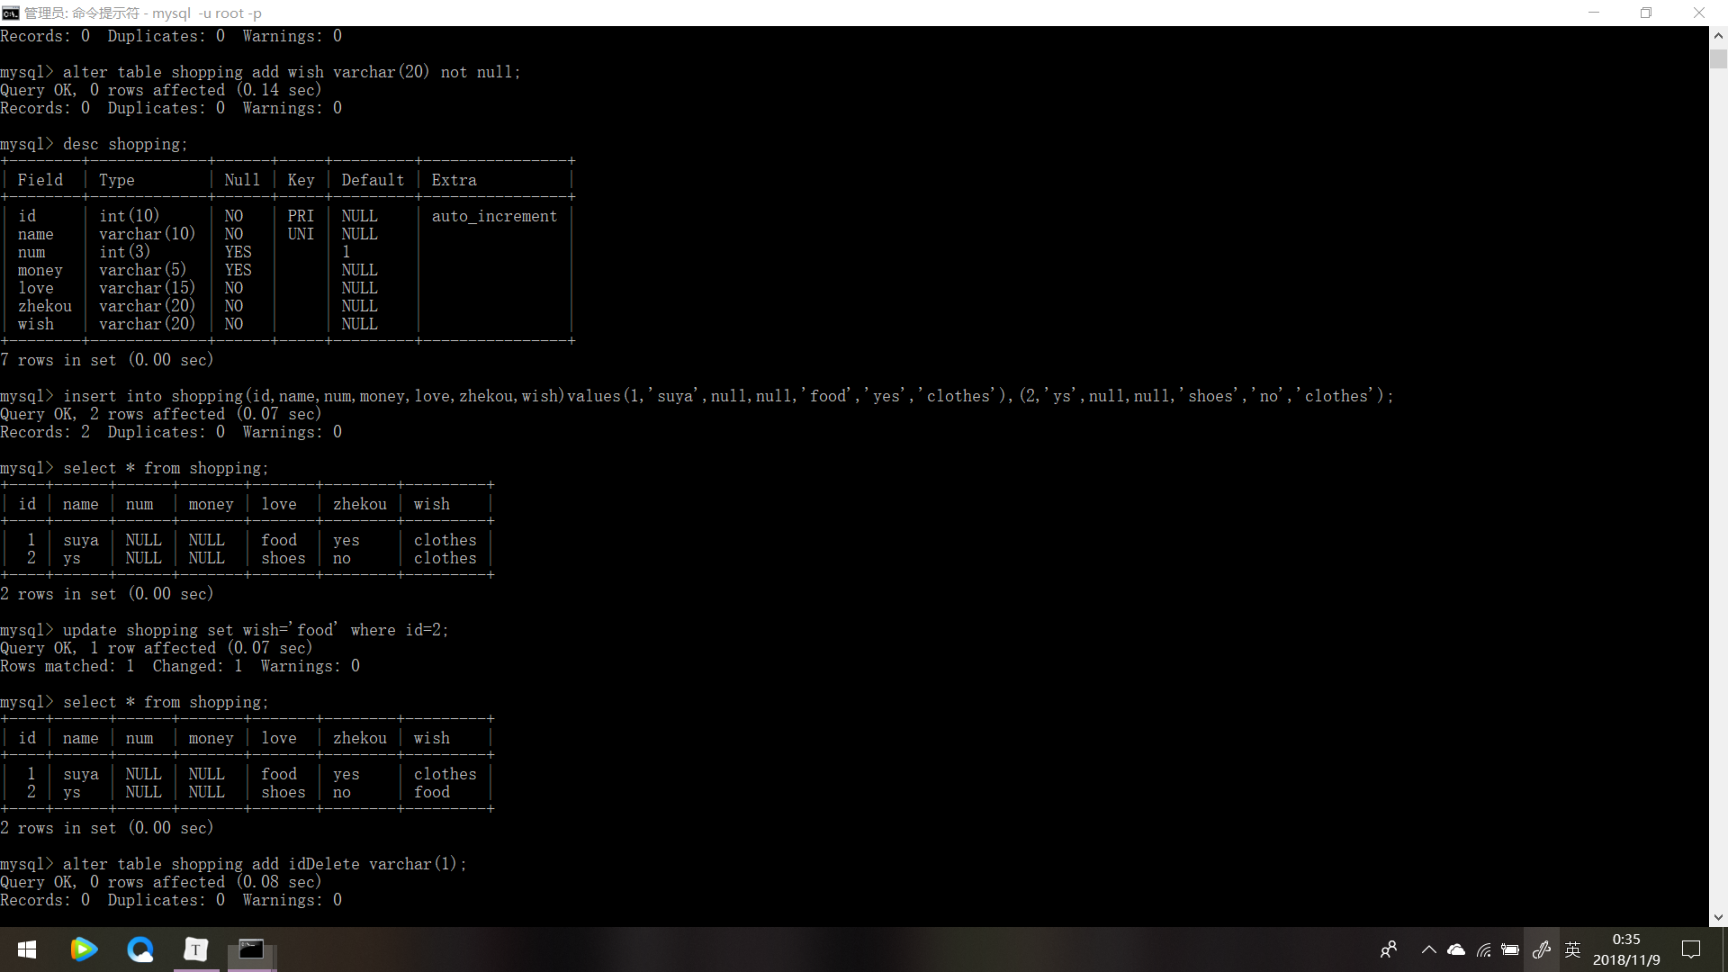 管理员: 命令提示符 - mysql  -u root -p
Records: 0  Duplicates: 0  Warnings: 0
mysql> alter table shopping add wish varchar(20) not null;
Query OK, 0 rows affected (0.14 sec)
Records: 0  Duplicates: 0  Warnings: 0
mysql> desc shopping;
+--------+-------------+------+-----+---------+----------------+
| Field  | Type        | Null | Key | Default | Extra          |
+--------+-------------+------+-----+---------+----------------+
| id     | int(10)     | NO   | PRI | NULL    | auto_increment |
| name   | varchar(10) | NO   | UNI | NULL    |                |
| num    | int(3)      | YES  |     | 1       |                |
| money  | varchar(5)  | YES  |     | NULL    |                |
| love   | varchar(15) | NO   |     | NULL    |                |
| zhekou | varchar(20) | NO   |     | NULL    |                |
| wish   | varchar(20) | NO   |     | NULL    |                |
+--------+-------------+------+-----+---------+----------------+
7 rows in set (0.00 sec)
mysql> insert into shopping(id,name,num,money,love,zhekou,wish)values(1,'suya',null,null,'food','yes','clothes'),(2,'ys',null,null,'shoes','no','clothes');
Query OK, 2 rows affected (0.07 sec)
Records: 2  Duplicates: 0  Warnings: 0
mysql> select * from shopping;
+----+------+------+-------+-------+--------+---------+
| id | name | num  | money | love  | zhekou | wish    |
+----+------+------+-------+-------+--------+---------+
|  1 | suya | NULL | NULL  | food  | yes    | clothes |
|  2 | ys   | NULL | NULL  | shoes | no     | clothes |
+----+------+------+-------+-------+--------+---------+
2 rows in set (0.00 sec)
mysql> update shopping set wish='food' where id=2;
Query OK, 1 row affected (0.07 sec)
Rows matched: 1  Changed: 1  Warnings: 0
mysql> select * from shopping;
+----+------+------+-------+-------+--------+---------+
| id | name | num  | money | love  | zhekou | wish    |
+----+------+------+-------+-------+--------+---------+
|  1 | suya | NULL | NULL  | food  | yes    | clothes |
|  2 | ys   | NULL | NULL  | shoes | no     | food    |
+----+------+------+-------+-------+--------+---------+
2 rows in set (0.00 sec)
mysql> alter table shopping add idDelete varchar(1);
Query OK, 0 rows affected (0.08 sec)
Records: 0  Duplicates: 0  Warnings: 0
T
英
0:35
2018/11/9